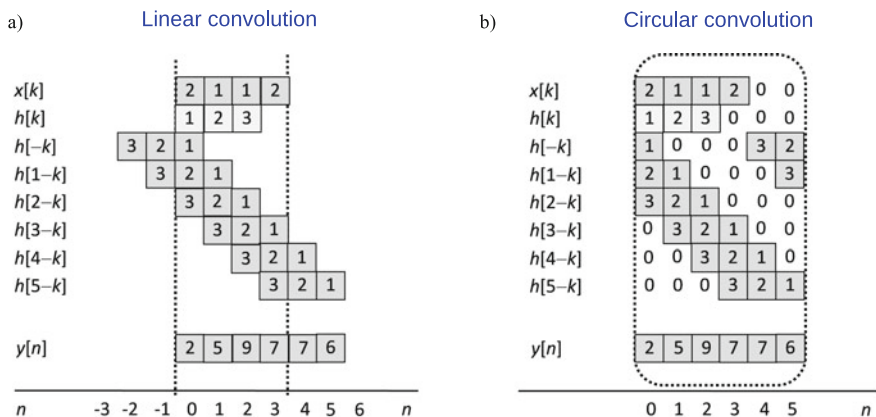 a) Linear convolution
x[k] 2 1 1 2
h[k] 1 2 3
h[−k] 3 2 1
h[1−k] 3 2 1
h[2−k] 3 2 1
h[3−k] 3 2 1
h[4−k] 3 2 1
h[5−k] 3 2 1
y[n] 2 5 9 7 7 6
n -3 -2 -1 0 1 2 3 4 5 6 n
b) Circular convolution
x[k] 2 1 1 2 0 0
h[k] 1 2 3 0 0 0
h[−k] 1 0 0 0 3 2
h[1−k] 2 1 0 0 0 3
h[2−k] 3 2 1 0 0 0
h[3−k] 0 3 2 1 0 0
h[4−k] 0 0 3 2 1 0
h[5−k] 0 0 0 3 2 1
y[n] 2 5 9 7 7 6
0 1 2 3 4 5 n